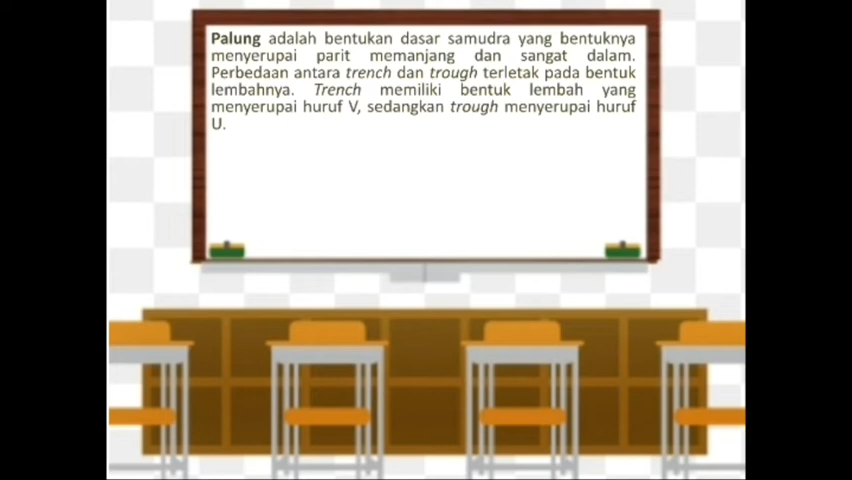 Palung adalah bentukan dasar samudra yang bentuknya
menyerupai parit memanjang dan sangat dalam.
Perbedaan antara trench dan trough terletak pada bentuk
lembahnya. Trench memiliki bentuk lembah yang
menyerupai huruf V, sedangkan trough menyerupai huruf
U.